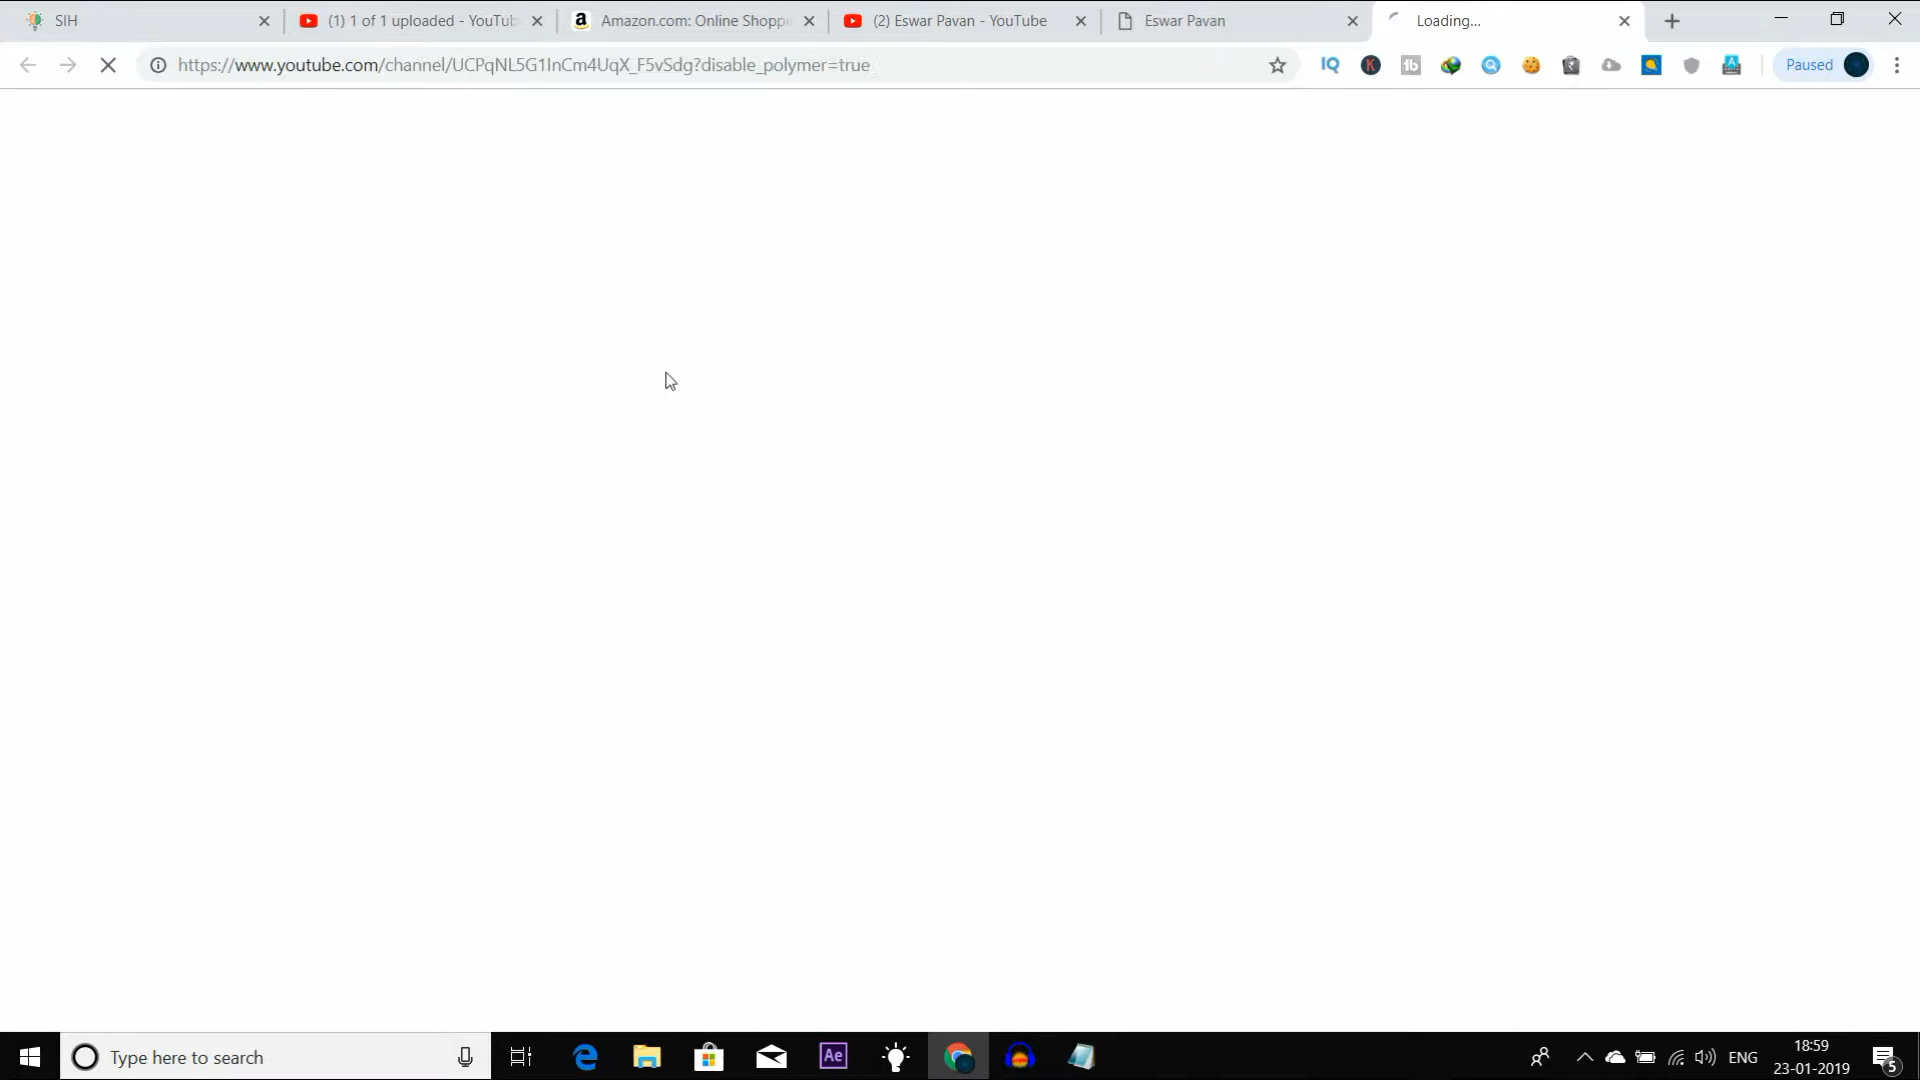 SIH
(1) 1 of 1 uploaded - YouTub
Amazon.com: Online Shopp
(2) Eswar Pavan - YouTube
Eswar Pavan
Loading...
https://www.youtube.com/channel/UCPqNL5G1InCm4UqX_F5vSdg?disable_polymer=true
IQ
K
tb
Paused
Type here to search
Ae
ENG
18:59
23-01-2019
5